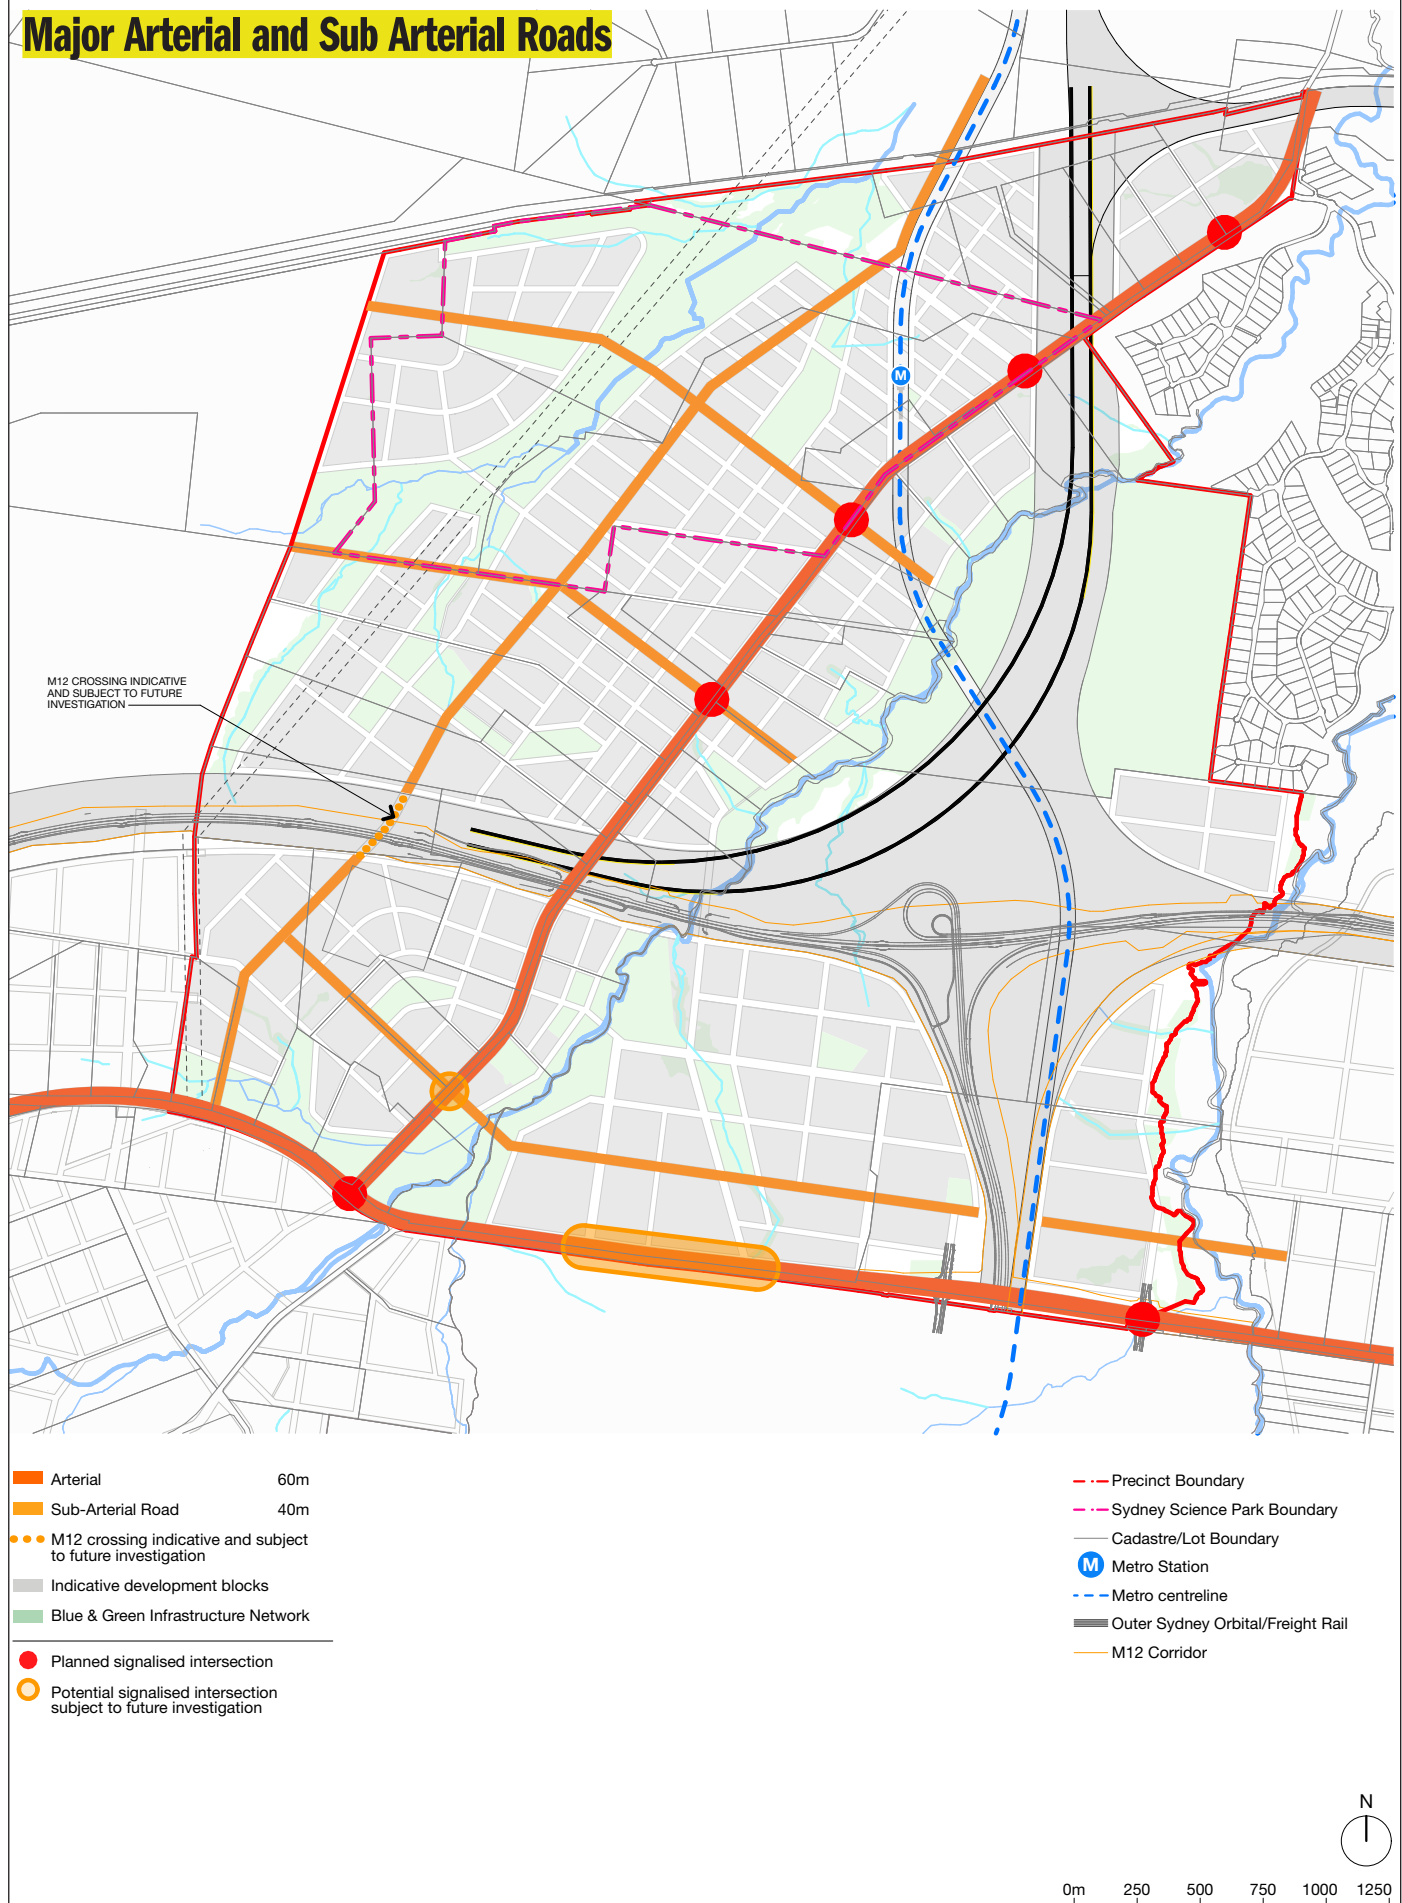 Major Arterial and Sub Arterial Roads
M
M12 CROSSING INDICATIVE
AND SUBJECT TO FUTURE
INVESTIGATION
Arterial 60m
Sub-Arterial Road 40m
M12 crossing indicative and subject
to future investigation
Indicative development blocks
Blue & Green Infrastructure Network
Planned signalised intersection
Potential signalised intersection
subject to future investigation
Precinct Boundary
Sydney Science Park Boundary
Cadastre/Lot Boundary
M Metro Station
Metro centreline
Outer Sydney Orbital/Freight Rail
M12 Corridor
N
0m 250 500 750 1000 1250